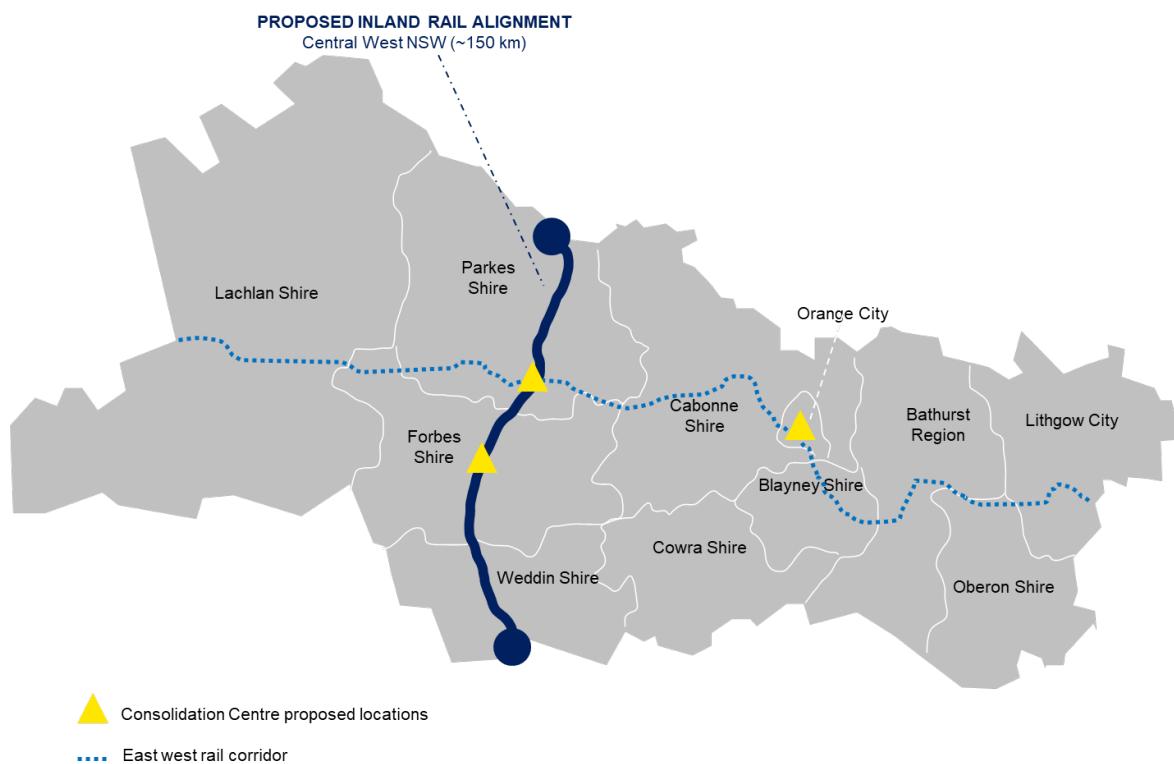 PROPOSED INLAND RAIL ALIGNMENT
Central West NSW (~150 km)
Parkes
Shire
Lachlan Shire
Orange City
Cabonne
Shire
Bathurst
Region
Lithgow City
Forbes
Shire
Blayney Shire
Cowra Shire
Weddin Shire
Oberon Shire
Consolidation Centre proposed locations
East west rail corridor